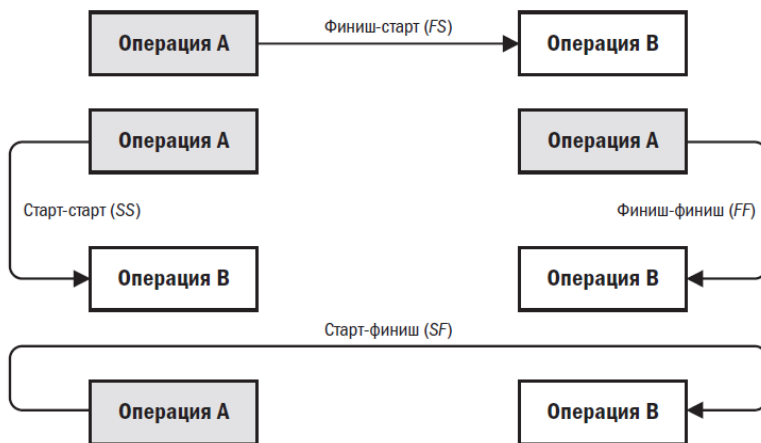 Операция A
Финиш-старт (FS)
Операция B
Операция A
Операция A
Старт-старт (SS)
Финиш-финиш (FF)
Операция B
Операция B
Старт-финиш (SF)
Операция A
Операция B